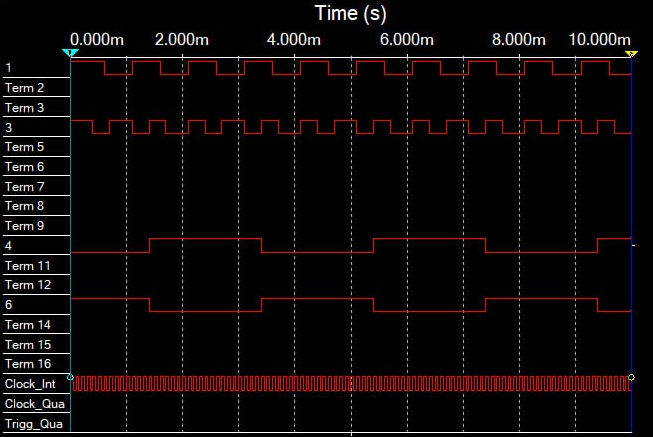 Time (s)
0.000m 2.000m 4.000m 6.000m 8.000m 10.000m
1
Term 2
Term 3
3
Term 5
Term 6
Term 7
Term 8
Term 9
4
Term 11
Term 12
6
Term 14
Term 15
Term 16
Clock_Int
Clock_Qua
Trigg_Qua